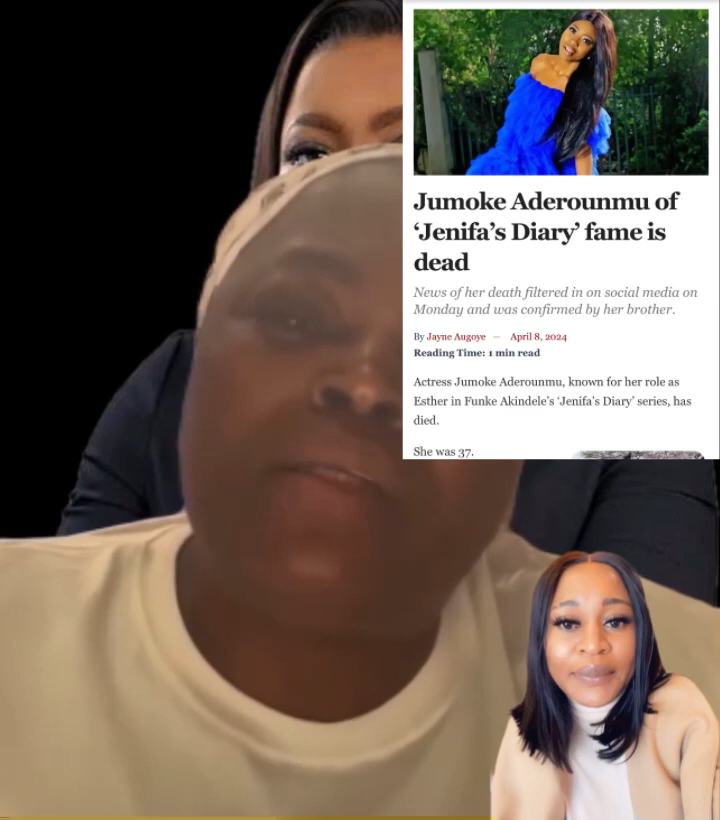 Jumoke Aderounmu of
‘Jenifa’s Diary’ fame is
dead
News of her death filtered in on social media on
Monday and was confirmed by her brother.
By Jayne Augoye — April 8, 2024
Reading Time: 1 min read
Actress Jumoke Aderounmu, known for her role as
Esther in Funke Akindele’s ‘Jenifa’s Diary’ series, has
died.
She was 37.